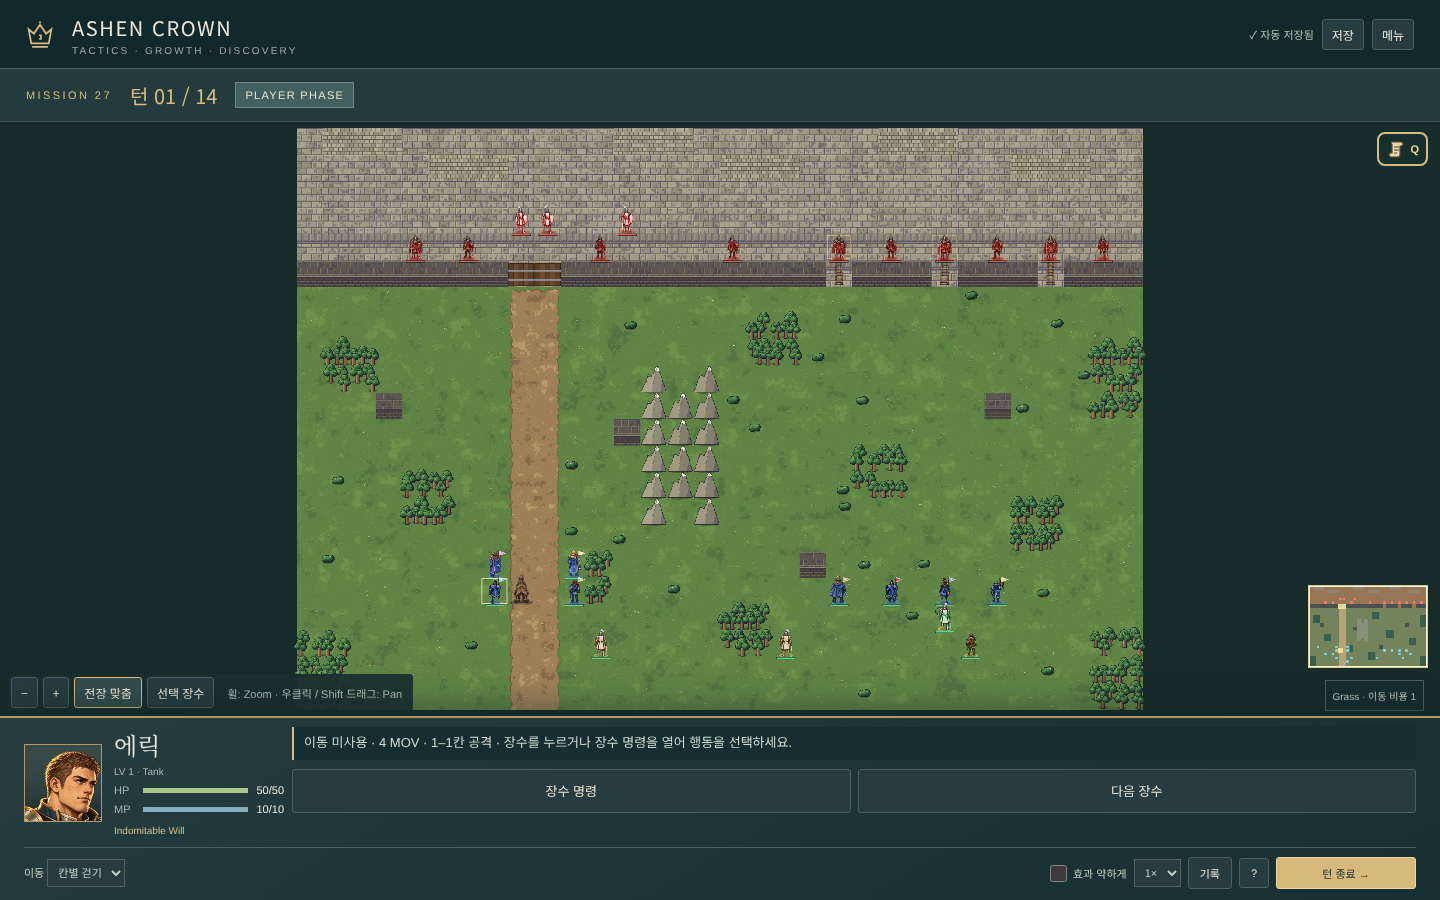 ASHEN CROWN
TACTICS · GROWTH · DISCOVERY
✓ 자동 저장됨
저장
메뉴
MISSION 27
턴 01 / 14
PLAYER PHASE
Q
−
+
전장 맞춤
선택 장수
휠: Zoom · 우클릭 / Shift 드래그: Pan
Grass · 이동 비용 1
에릭
LV 1 · Tank
HP
50/50
MP
10/10
Indomitable Will
이동 미사용 · 4 MOV · 1–1칸 공격 · 장수를 누르거나 장수 명령을 열어 행동을 선택하세요.
장수 명령
다음 장수
이동
칸별 걷기
효과 약하게
1×
기록
?
턴 종료 →